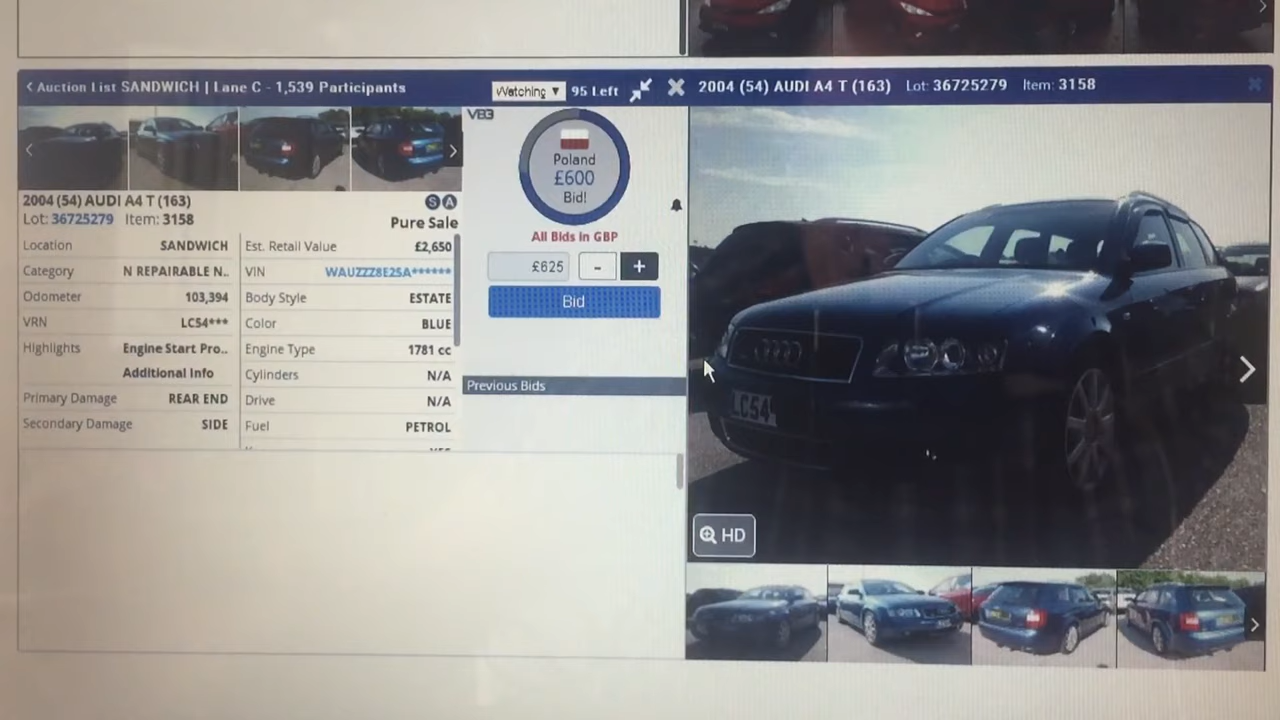 Auction List SANDWICH | Lane C - 1,539 Participants
Watching
95 Left
2004 (54) AUDI A4 T (163) Lot: 36725279 Item: 3158
VB3
Poland
£600
Bid!
All Bids in GBP
£625
- +
Bid
Previous Bids
2004 (54) AUDI A4 T (163)
S A
Lot: 36725279 Item: 3158
Pure Sale
Location SANDWICH
Category N REPAIRABLE N..
Odometer 103,394
VRN LC54***
Highlights Engine Start Pro..
Additional Info
Primary Damage REAR END
Secondary Damage SIDE
Est. Retail Value £2,650
VIN WAUZZZ8E25A******
Body Style ESTATE
Color BLUE
Engine Type 1781 cc
Cylinders N/A
Drive N/A
Fuel PETROL
LC54
HD